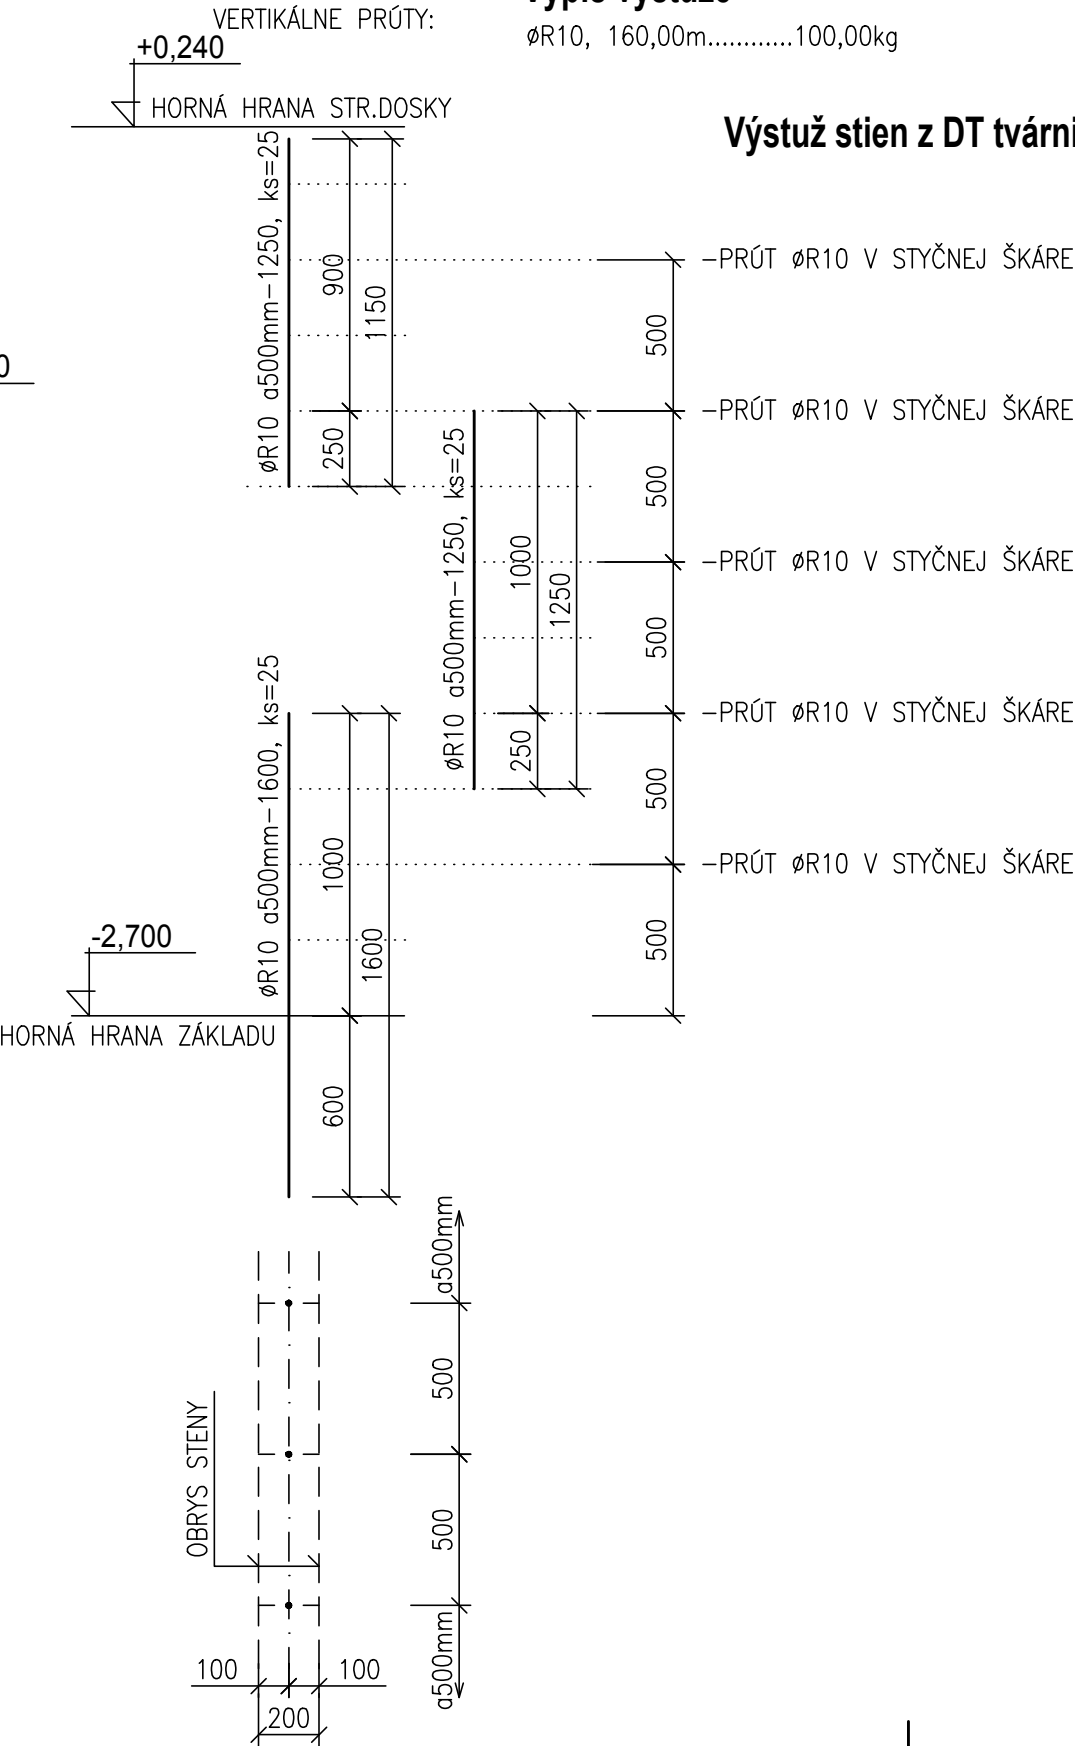 VERTIKÁLNE PRÚTY:
øR10, 160,00m............100,00kg
+0,240
HORNÁ HRANA STR.DOSKY
Výstuž stien z DT tvárni
øR10 a500mm-1250, ks=25
900
1150
250
-PRÚT øR10 V STYČNEJ ŠKÁRE
500
-PRÚT øR10 V STYČNEJ ŠKÁRE
500
-PRÚT øR10 V STYČNEJ ŠKÁRE
500
-PRÚT øR10 V STYČNEJ ŠKÁRE
500
-PRÚT øR10 V STYČNEJ ŠKÁRE
500
0
øR10 a500mm-1250, ks=25
1000
1250
250
øR10 a500mm-1600, ks=25
1000
1600
600
-2,700
HORNÁ HRANA ZÁKLADU
a500mm
500
500
a500mm
OBRYS STENY
100
100
200